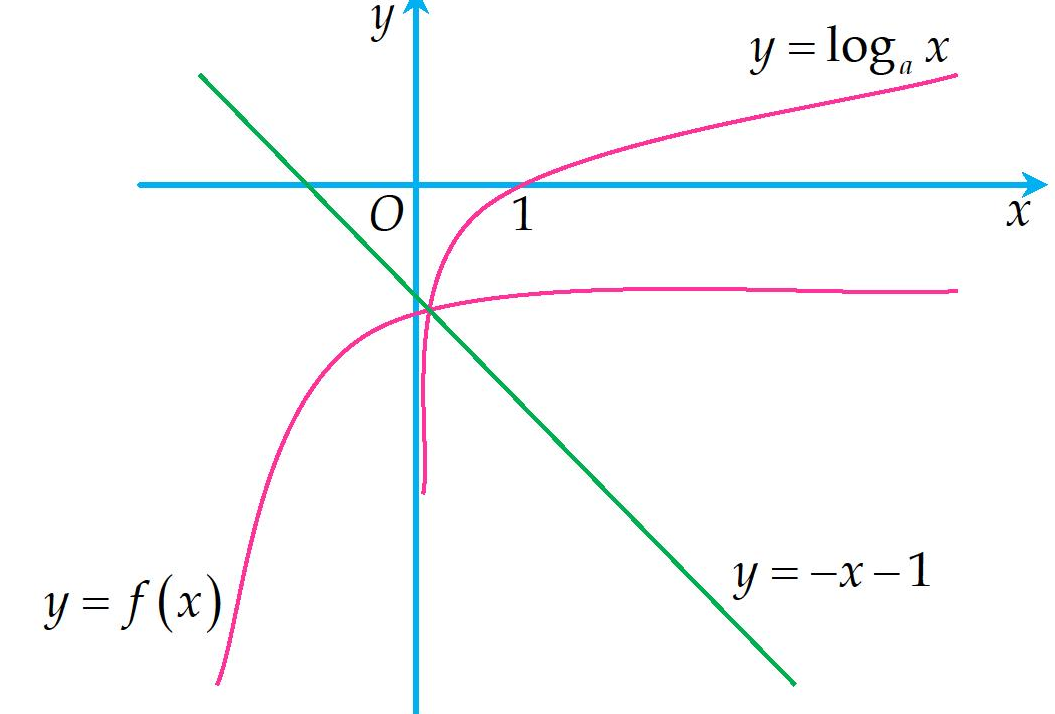 y
y = logₐ x
O
1
x
y = −x − 1
y = f(x)